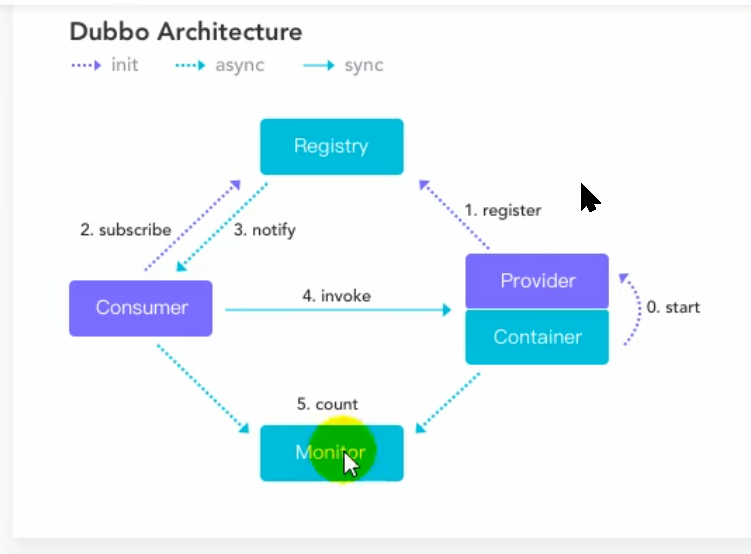 Dubbo Architecture
init async sync
Registry
1. register
2. subscribe 3. notify
Provider
4. invoke
Consumer
0. start
Container
5. count
Monitor